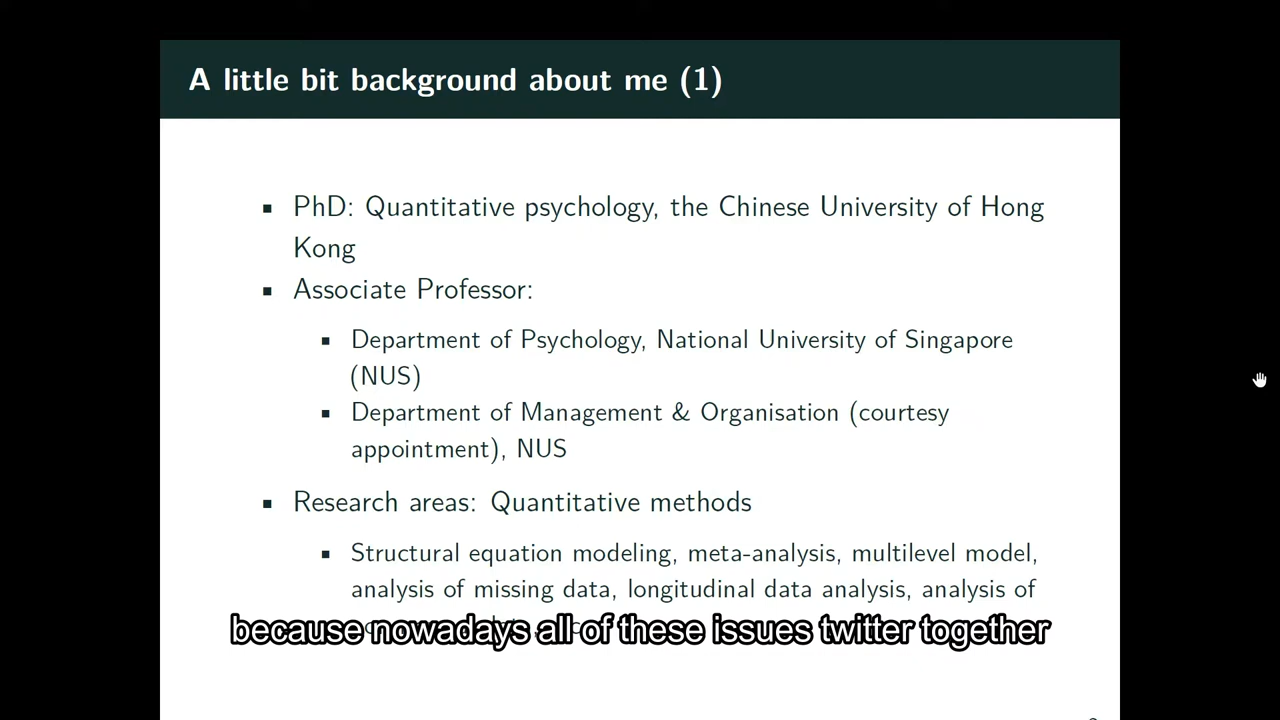 A little bit background about me (1)
PhD: Quantitative psychology, the Chinese University of Hong
Kong
Associate Professor:
Department of Psychology, National University of Singapore
(NUS)
Department of Management & Organisation (courtesy
appointment), NUS
Research areas: Quantitative methods
Structural equation modeling, meta-analysis, multilevel model,
analysis of missing data, longitudinal data analysis, analysis of
because nowadays all of these issues twitter together